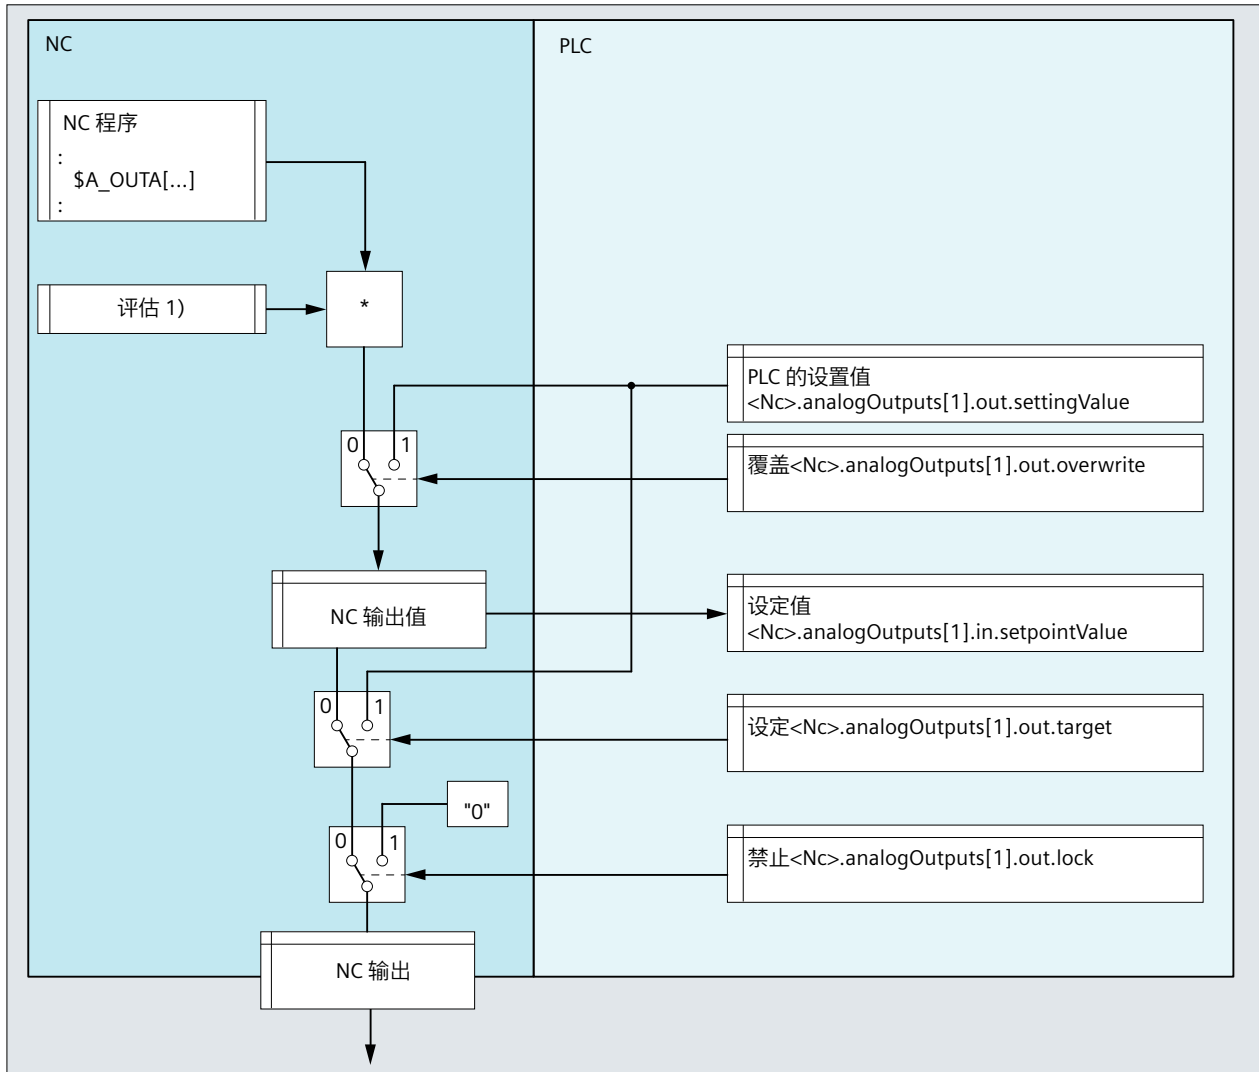 NC
PLC
NC 程序
:
$A_OUTA[...]
:
评估 1)
*
PLC 的设置值
<Nc>.analogOutputs[1].out.settingValue
0 1
覆盖<Nc>.analogOutputs[1].out.overwrite
NC 输出值
设定值
<Nc>.analogOutputs[1].in.setpointValue
0 1
设定<Nc>.analogOutputs[1].out.target
"0"
0 1
禁止<Nc>.analogOutputs[1].out.lock
NC 输出